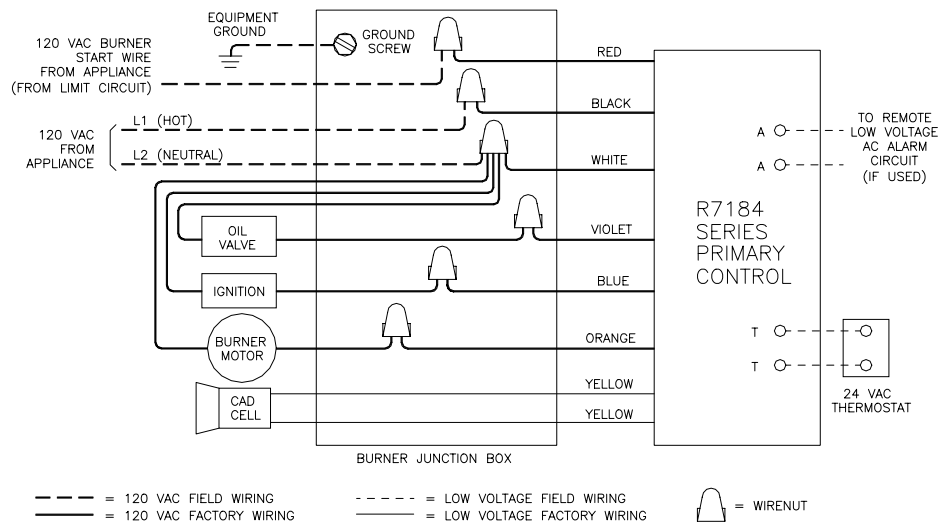 EQUIPMENT
GROUND
GROUND
SCREW
120 VAC BURNER
START WIRE
FROM APPLIANCE
(FROM LIMIT CIRCUIT)
RED
BLACK
L1 (HOT)
120 VAC
FROM
APPLIANCE
L2 (NEUTRAL)
WHITE
A
A
TO REMOTE
LOW VOLTAGE
AC ALARM
CIRCUIT
(IF USED)
R7184
SERIES
PRIMARY
CONTROL
OIL
VALVE
VIOLET
IGNITION
BLUE
BURNER
MOTOR
ORANGE
T
T
24 VAC
THERMOSTAT
CAD
CELL
YELLOW
YELLOW
BURNER JUNCTION BOX
= 120 VAC FIELD WIRING
= 120 VAC FACTORY WIRING
= LOW VOLTAGE FIELD WIRING
= LOW VOLTAGE FACTORY WIRING
= WIRENUT